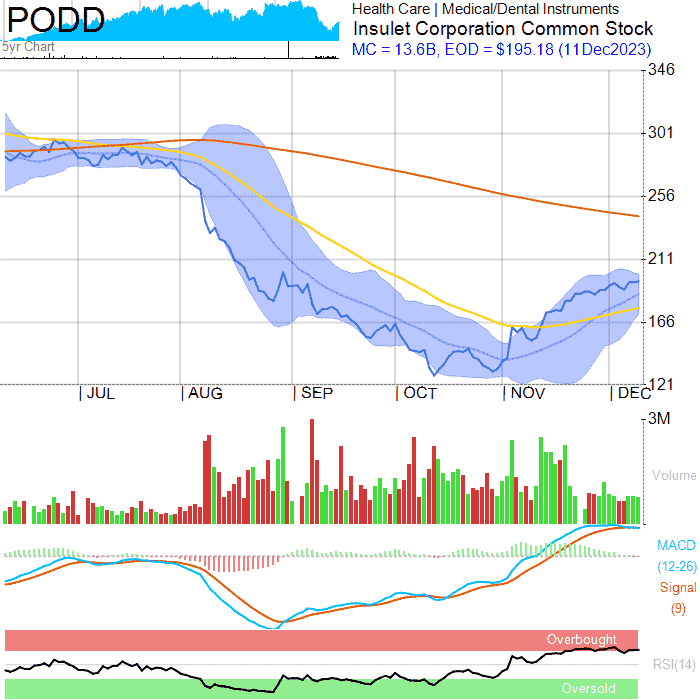 PODD
5yr Chart
Health Care | Medical/Dental Instruments
Insulet Corporation Common Stock
MC = 13.6B, EOD = $195.18 (11Dec2023)
346
301
256
211
166
121
JUL
AUG
SEP
OCT
NOV
DEC
3M
Volume
MACD
(12-26)
Signal
(9)
Overbought
RSI(14)
Oversold